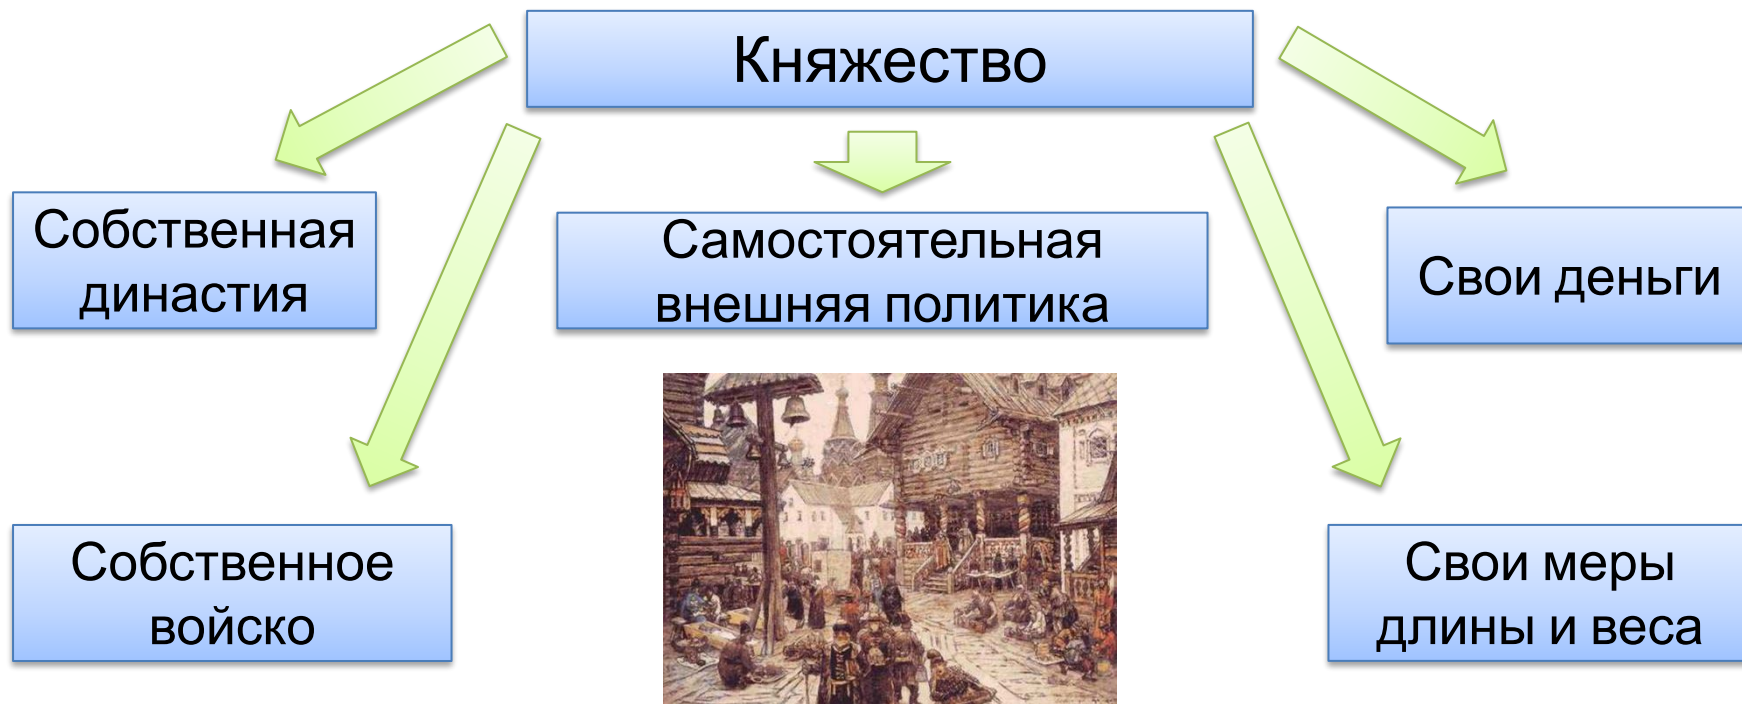 Княжество
Собственная
династия
Самостоятельная
внешняя политика
Свои деньги
Собственное
войско
Свои меры
длины и веса